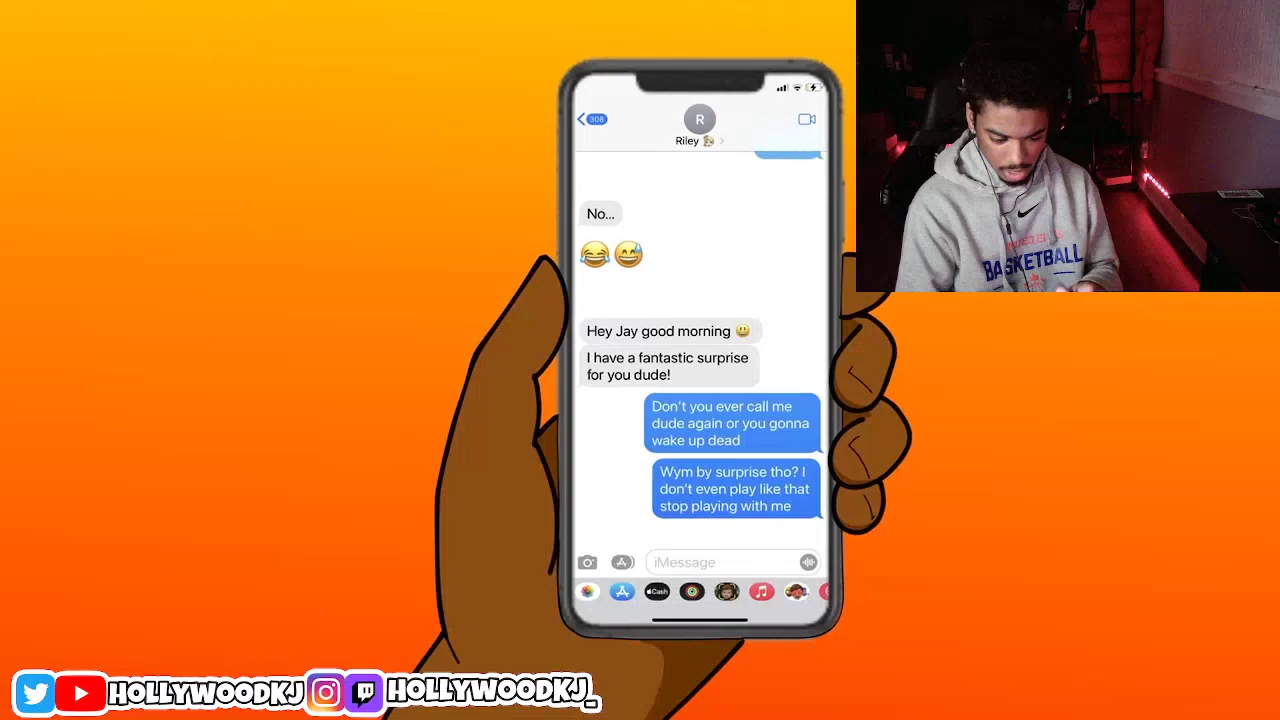 308
R
Riley
No...
Hey Jay good morning
I have a fantastic surprise
for you dude!
Don't you ever call me
dude again or you gonna
wake up dead
Wym by surprise tho? I
don't even play like that
stop playing with me
iMessage
Cash
BASKETBALL
HOLLYWOODKJ
HOLLYWOODKJ_